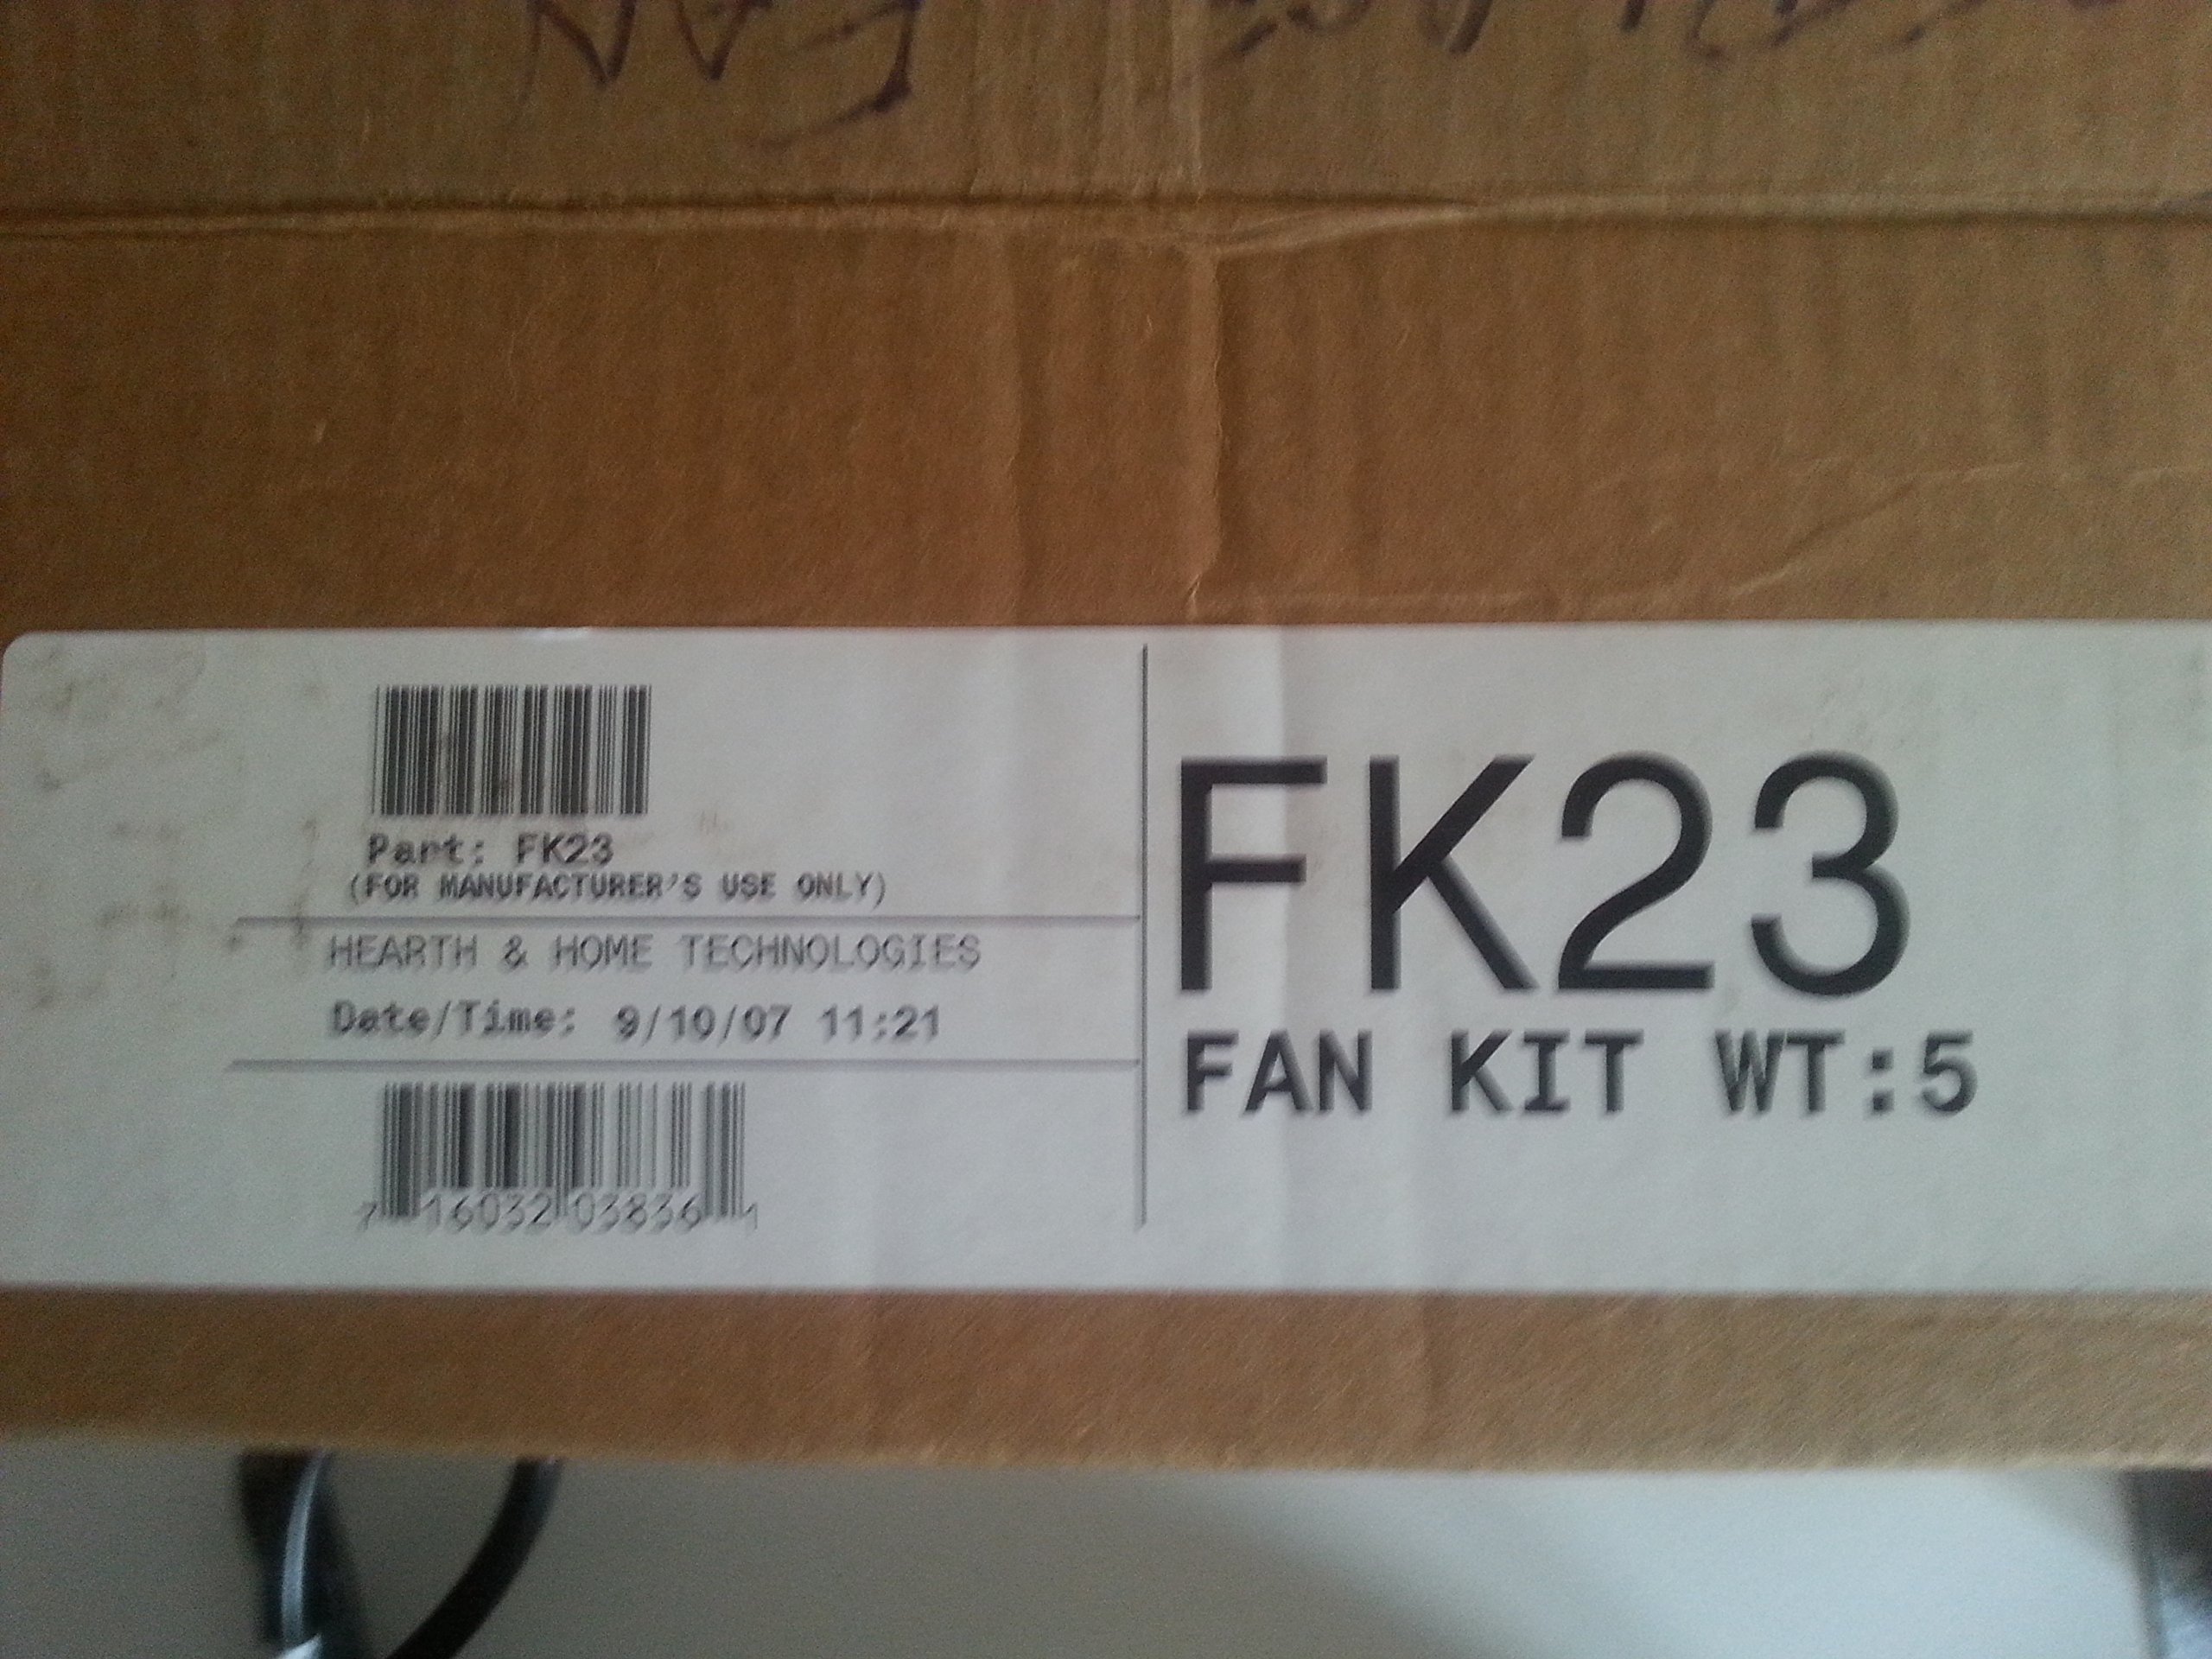 Part: FK23
(FOR MANUFACTURER'S USE ONLY)
HEARTH & HOME TECHNOLOGIES
Date/Time: 9/10/07 11:21
7 16032 03836 1
FK23
FAN KIT WT:5